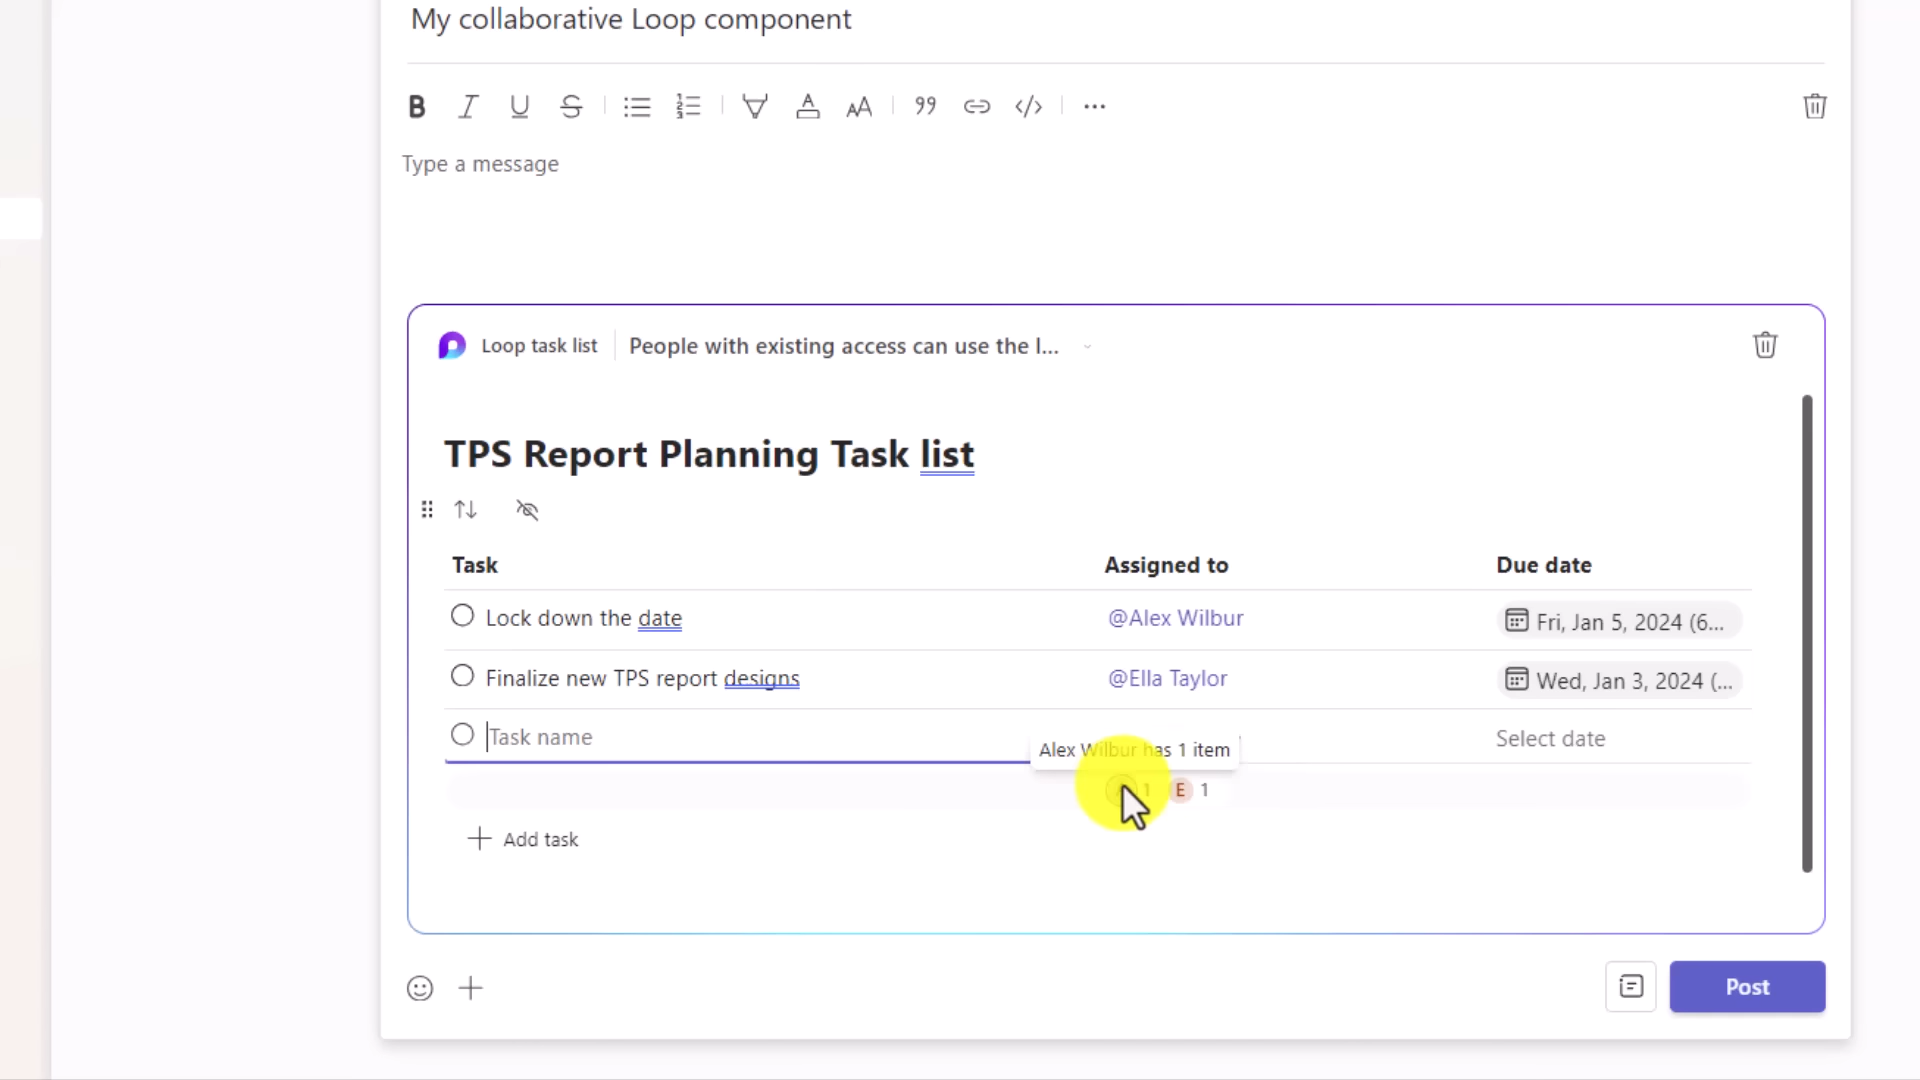 My collaborative Loop component
Type a message
Loop task list
People with existing access can use the l...
TPS Report Planning Task list
Task
Assigned to
Due date
Lock down the date
@Alex Wilbur
Fri, Jan 5, 2024 (6...
Finalize new TPS report designs
@Ella Taylor
Wed, Jan 3, 2024 (...
Task name
Select date
Alex Wilbur has 1 item
1 E 1
Add task
Post